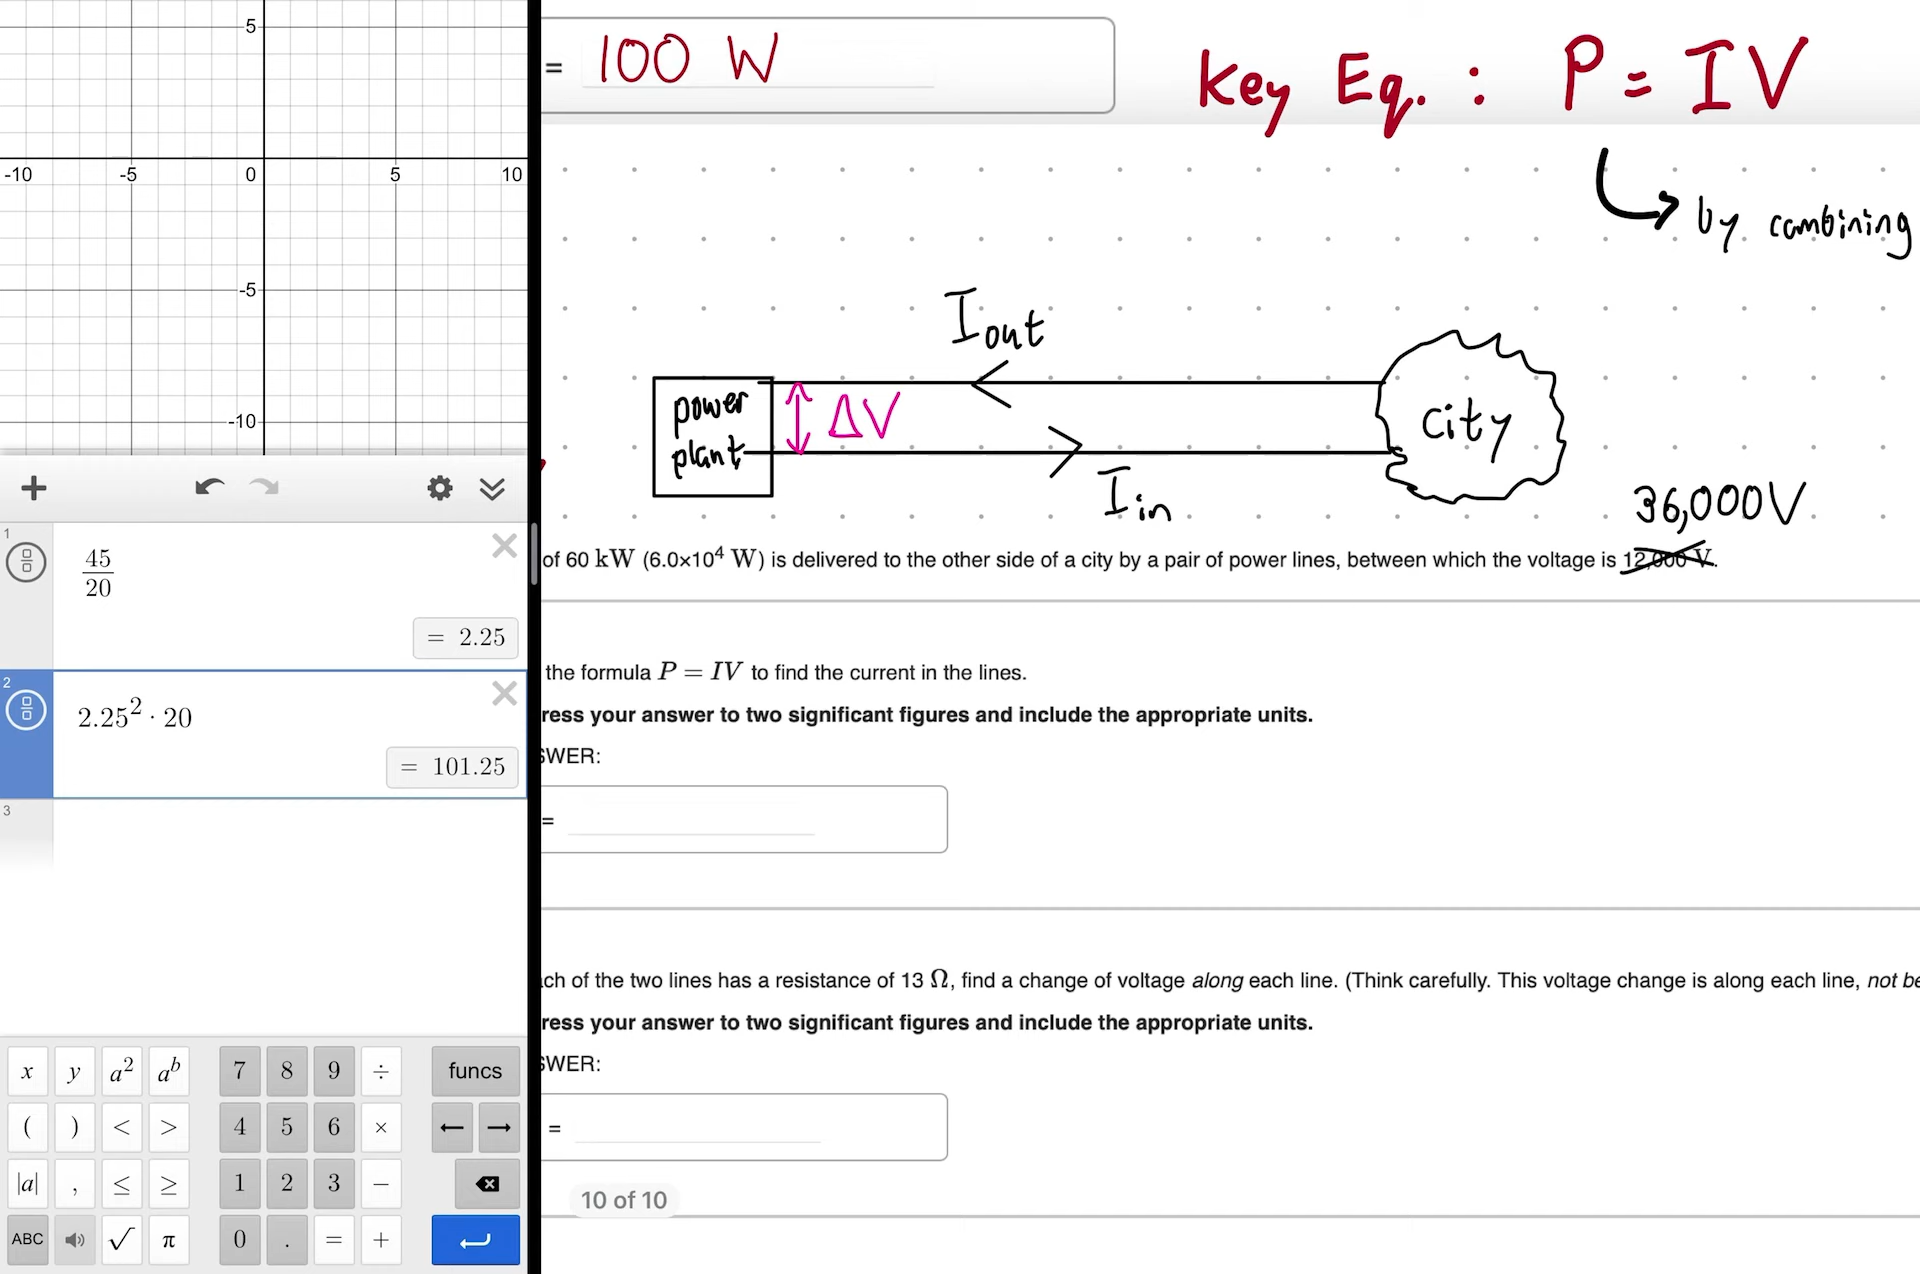 5
-10 -5 0 5 10
-5
-10
1
45
20
= 2.25
2
2.25² · 20
= 101.25
3
x y a² aᵇ 7 8 9 ÷ funcs
( ) < > 4 5 6 × ← →
|a| , ≤ ≥ 1 2 3 −
ABC √ π 0 . = +
= 100 W
Key Eq. : P = IV
by combining
Iout
power
plant
ΔV
city
Iin
36,000V
of 60 kW (6.0×10⁴ W) is delivered to the other side of a city by a pair of power lines, between which the voltage is 12,000 V.
the formula P = IV to find the current in the lines.
ress your answer to two significant figures and include the appropriate units.
SWER:
=
ch of the two lines has a resistance of 13 Ω, find a change of voltage along each line. (Think carefully. This voltage change is along each line, not be
ress your answer to two significant figures and include the appropriate units.
SWER:
=
10 of 10